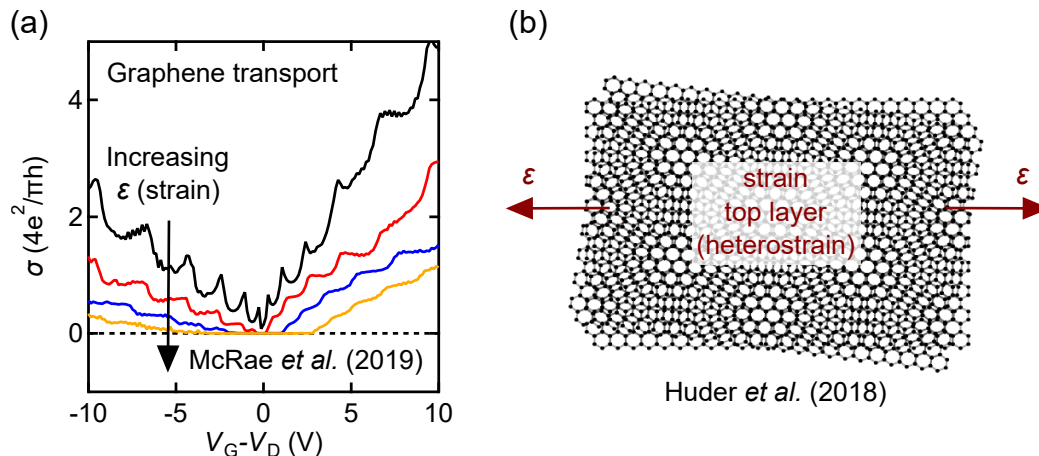 (a)
Graphene transport
Increasing
ε (strain)
McRae et al. (2019)
σ (4e²/πh)
4
2
0
-10
-5
0
5
10
V_G-V_D (V)
(b)
ε
ε
strain
top layer
(heterostrain)
Huder et al. (2018)